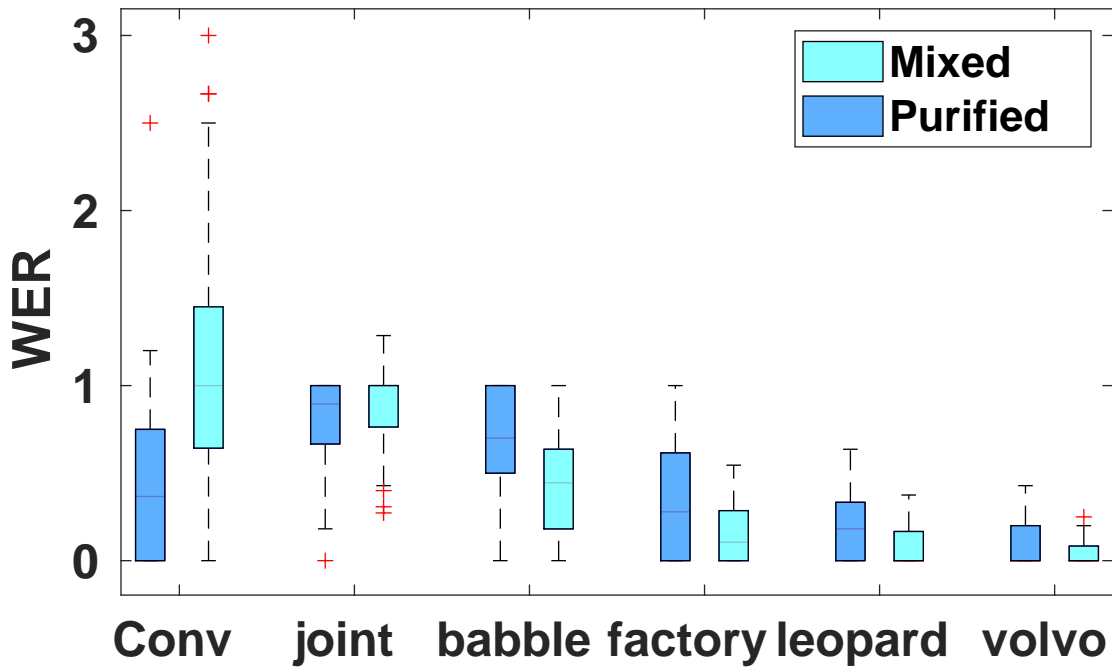 Mixed
Purified
WER
3
2
1
0
Conv joint babble factory leopard volvo